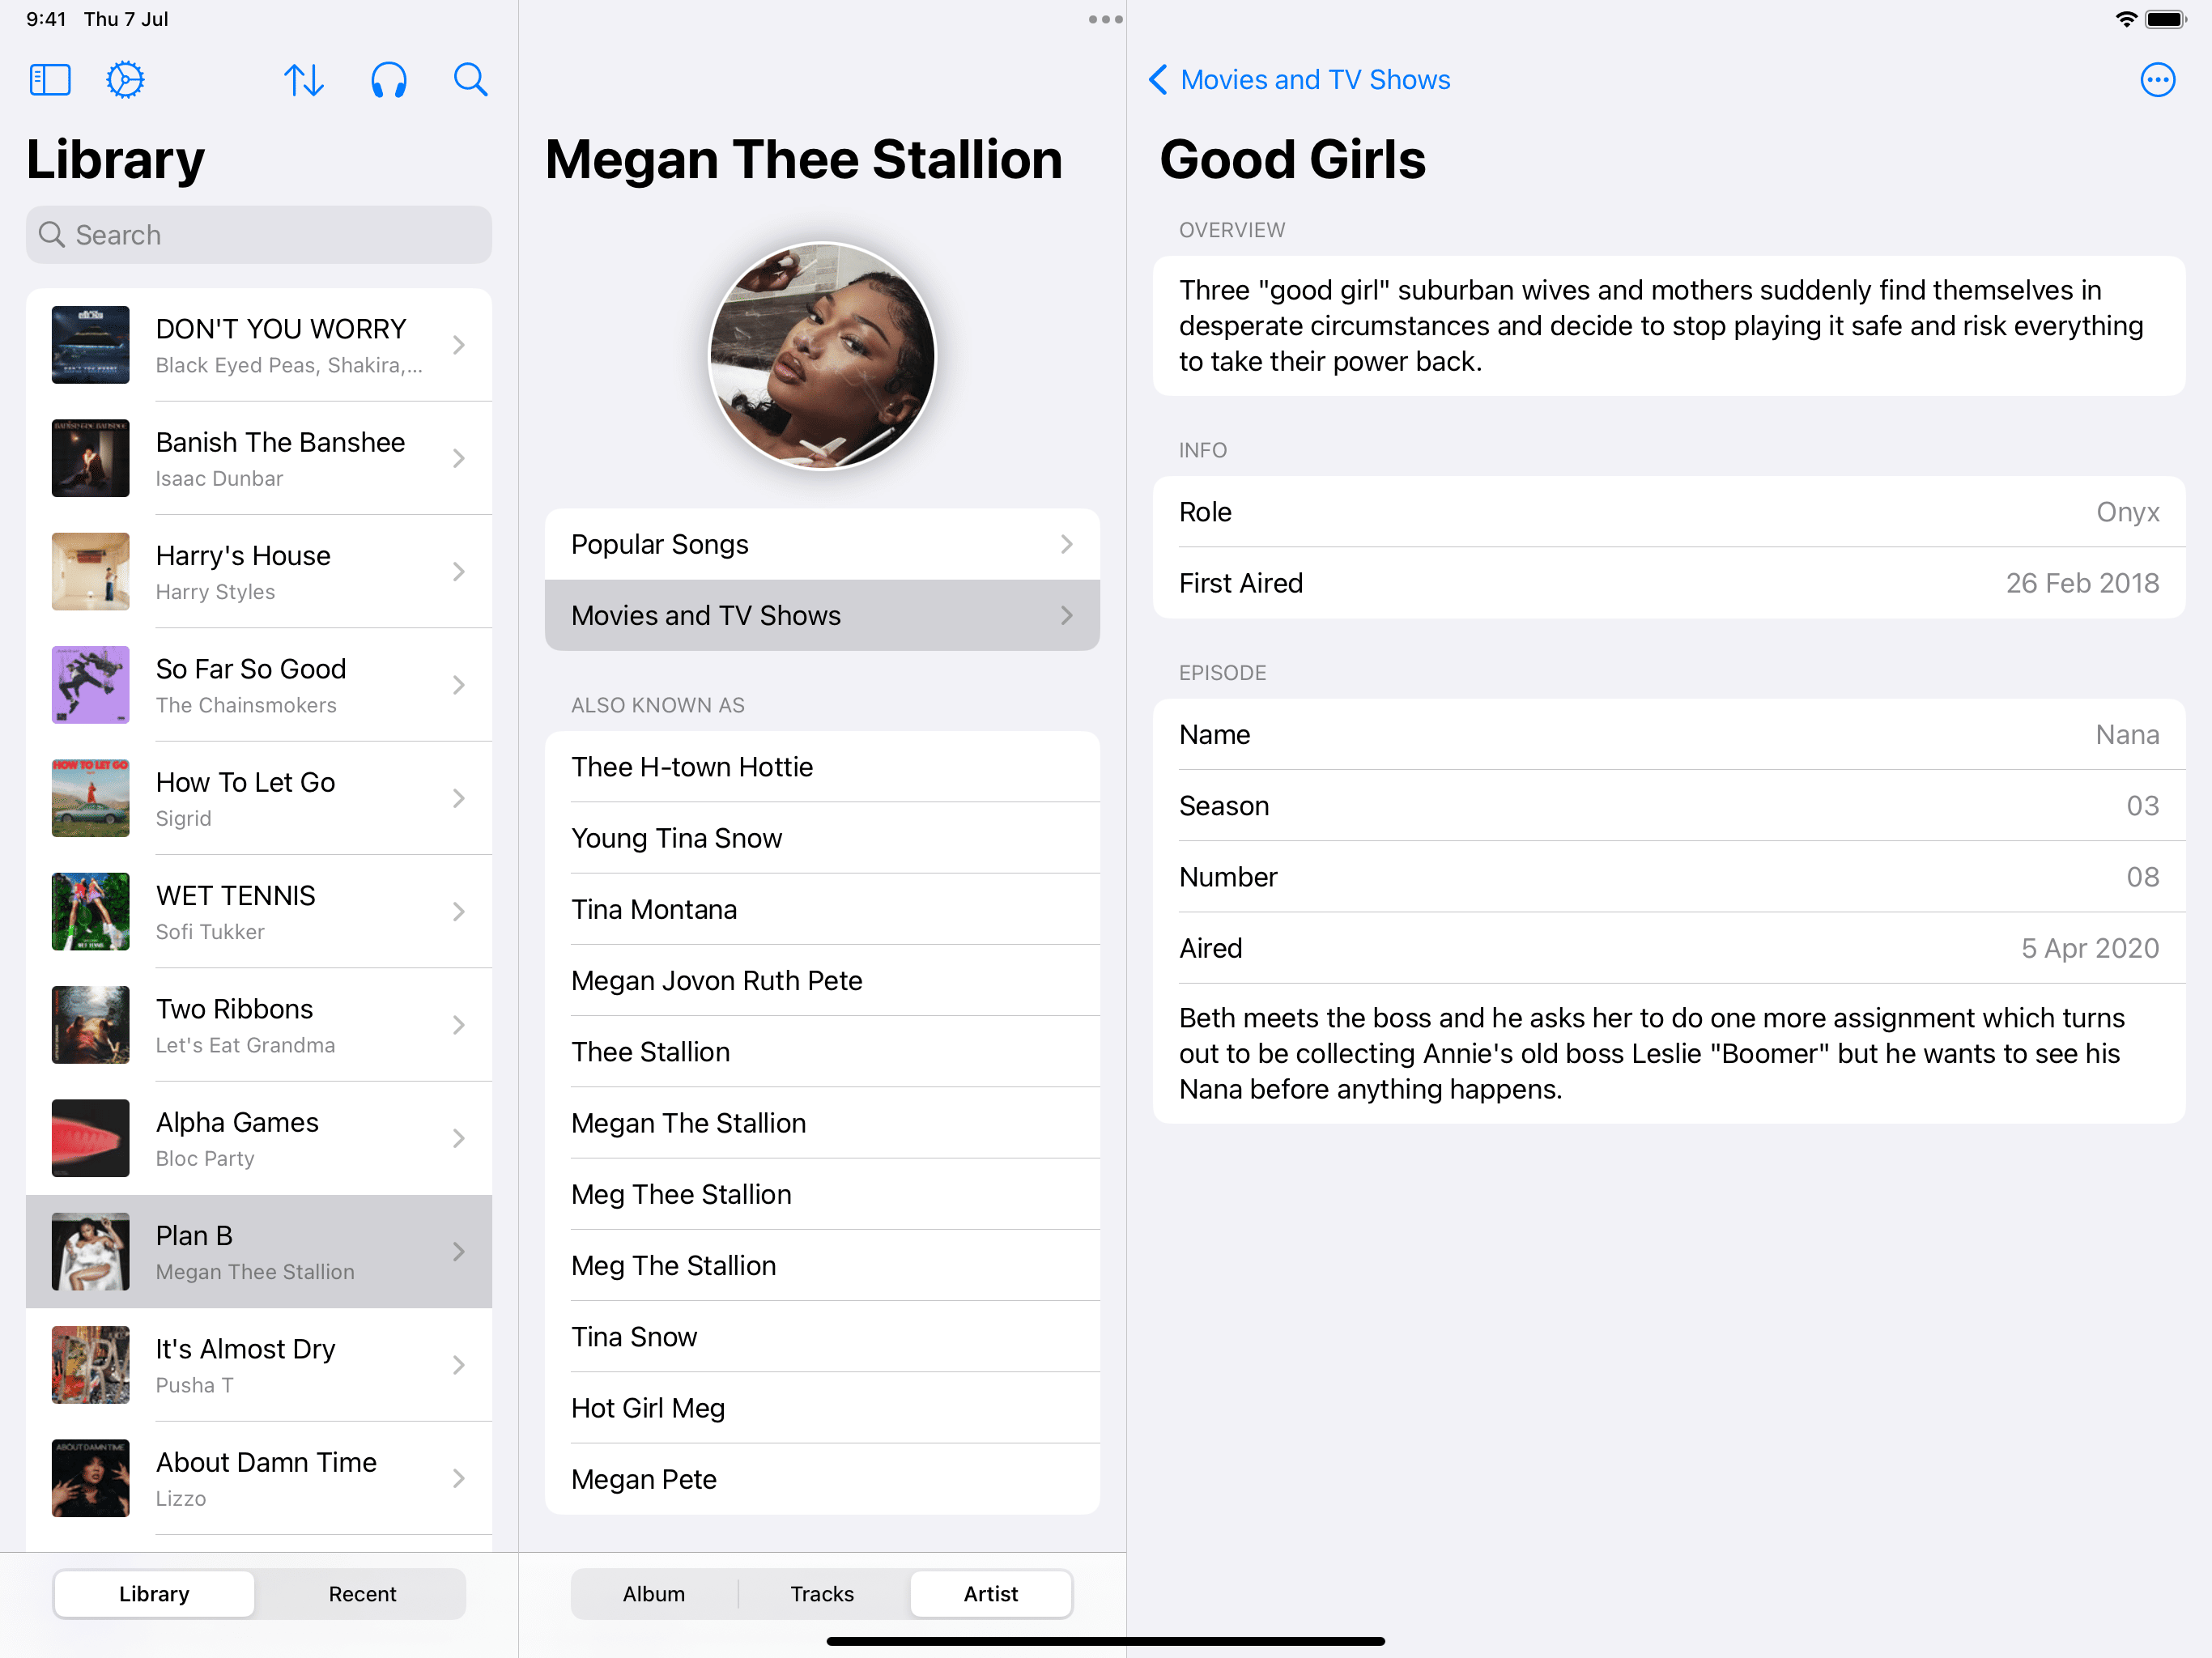 9:41 Thu 7 Jul
Library
Search
DON'T YOU WORRY
Black Eyed Peas, Shakira,...
Banish The Banshee
Isaac Dunbar
Harry's House
Harry Styles
So Far So Good
The Chainsmokers
HOW TO LET GO
How To Let Go
Sigrid
WET TENNIS
WET TENNIS
Sofi Tukker
Two Ribbons
Let's Eat Grandma
Alpha Games
Bloc Party
Plan B
Megan Thee Stallion
It's Almost Dry
Pusha T
ABOUT DAMN TIME
About Damn Time
Lizzo
Library
Recent
Megan Thee Stallion
Popular Songs
Movies and TV Shows
ALSO KNOWN AS
Thee H-town Hottie
Young Tina Snow
Tina Montana
Megan Jovon Ruth Pete
Thee Stallion
Megan The Stallion
Meg Thee Stallion
Meg The Stallion
Tina Snow
Hot Girl Meg
Megan Pete
Album
Tracks
Artist
Movies and TV Shows
Good Girls
OVERVIEW
Three "good girl" suburban wives and mothers suddenly find themselves in
desperate circumstances and decide to stop playing it safe and risk everything
to take their power back.
INFO
Role Onyx
First Aired 26 Feb 2018
EPISODE
Name Nana
Season 03
Number 08
Aired 5 Apr 2020
Beth meets the boss and he asks her to do one more assignment which turns
out to be collecting Annie's old boss Leslie "Boomer" but he wants to see his
Nana before anything happens.